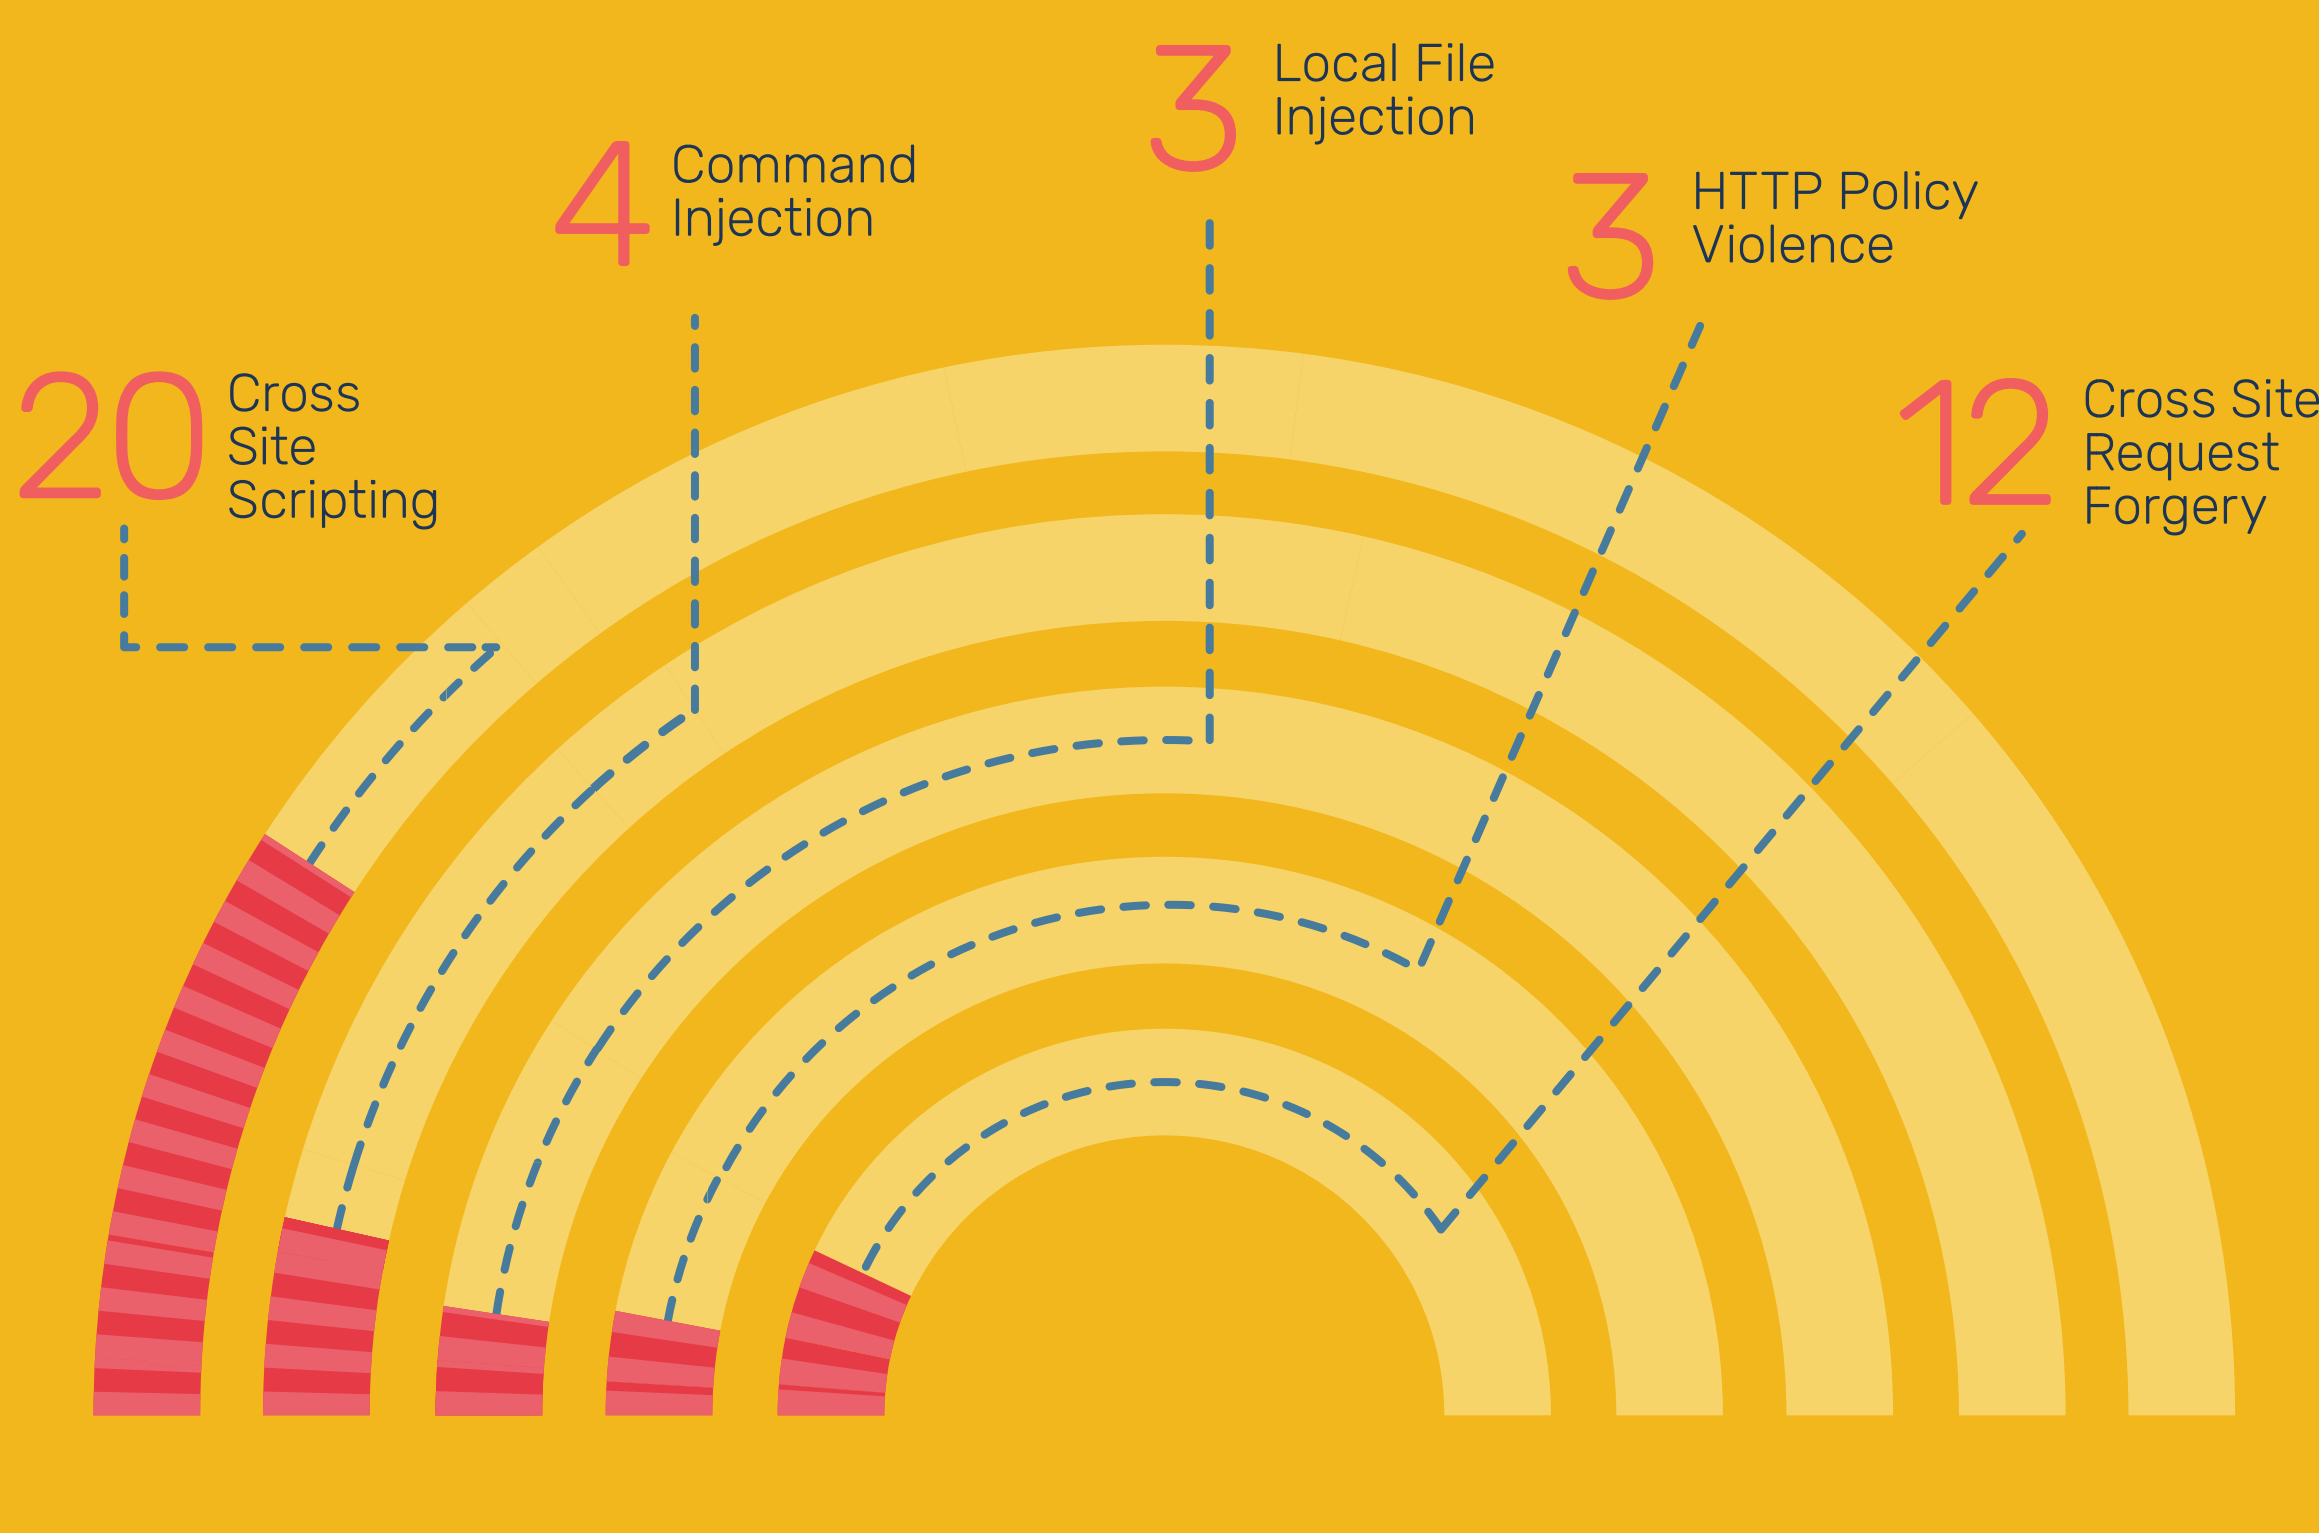 3 Local File
Injection
4 Command
Injection
3 HTTP Policy
Violence
20 Cross
Site
Scripting
12 Cross Site
Request
Forgery